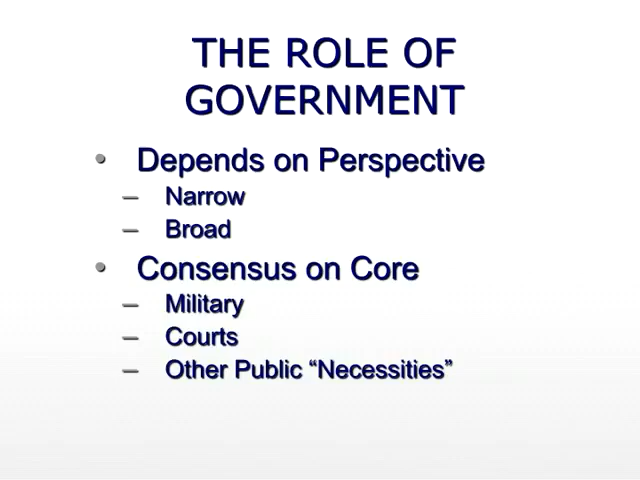 THE ROLE OF
GOVERNMENT
• Depends on Perspective
– Narrow
– Broad
• Consensus on Core
– Military
– Courts
– Other Public “Necessities”